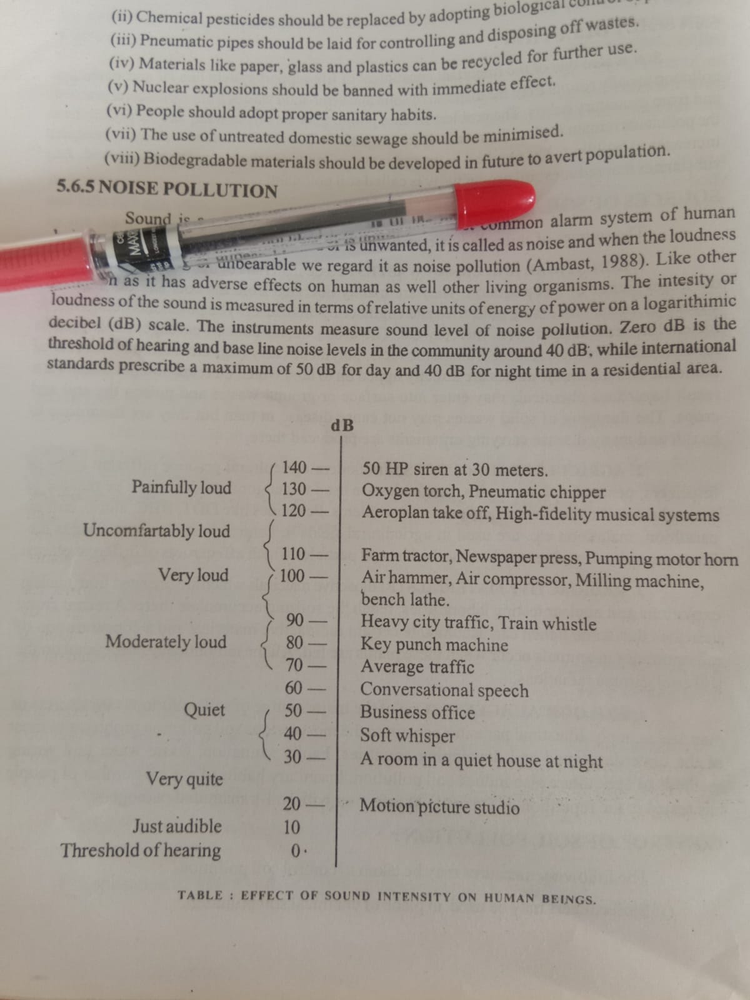 (ii) Chemical pesticides should be replaced by adopting biological
(iii) Pneumatic pipes should be laid for controlling and disposing off wastes.
(iv) Materials like paper, glass and plastics can be recycled for further use.
(v) Nuclear explosions should be banned with immediate effect.
(vi) People should adopt proper sanitary habits.
(vii) The use of untreated domestic sewage should be minimised.
(viii) Biodegradable materials should be developed in future to avert population.
5.6.5 NOISE POLLUTION
Sound is common alarm system of human
is unwanted, it is called as noise and when the loudness
unbearable we regard it as noise pollution (Ambast, 1988). Like other
as it has adverse effects on human as well other living organisms. The intesity or
loudness of the sound is measured in terms of relative units of energy of power on a logarithimic
decibel (dB) scale. The instruments measure sound level of noise pollution. Zero dB is the
threshold of hearing and base line noise levels in the community around 40 dB, while international
standards prescribe a maximum of 50 dB for day and 40 dB for night time in a residential area.
dB
140 — 50 HP siren at 30 meters.
Painfully loud 130 — Oxygen torch, Pneumatic chipper
120 — Aeroplan take off, High-fidelity musical systems
Uncomfartably loud
110 — Farm tractor, Newspaper press, Pumping motor horn
Very loud 100 — Air hammer, Air compressor, Milling machine,
bench lathe.
90 — Heavy city traffic, Train whistle
Moderately loud 80 — Key punch machine
70 — Average traffic
60 — Conversational speech
Quiet 50 — Business office
40 — Soft whisper
30 — A room in a quiet house at night
Very quite
20 — Motion picture studio
Just audible 10
Threshold of hearing 0
TABLE : EFFECT OF SOUND INTENSITY ON HUMAN BEINGS.